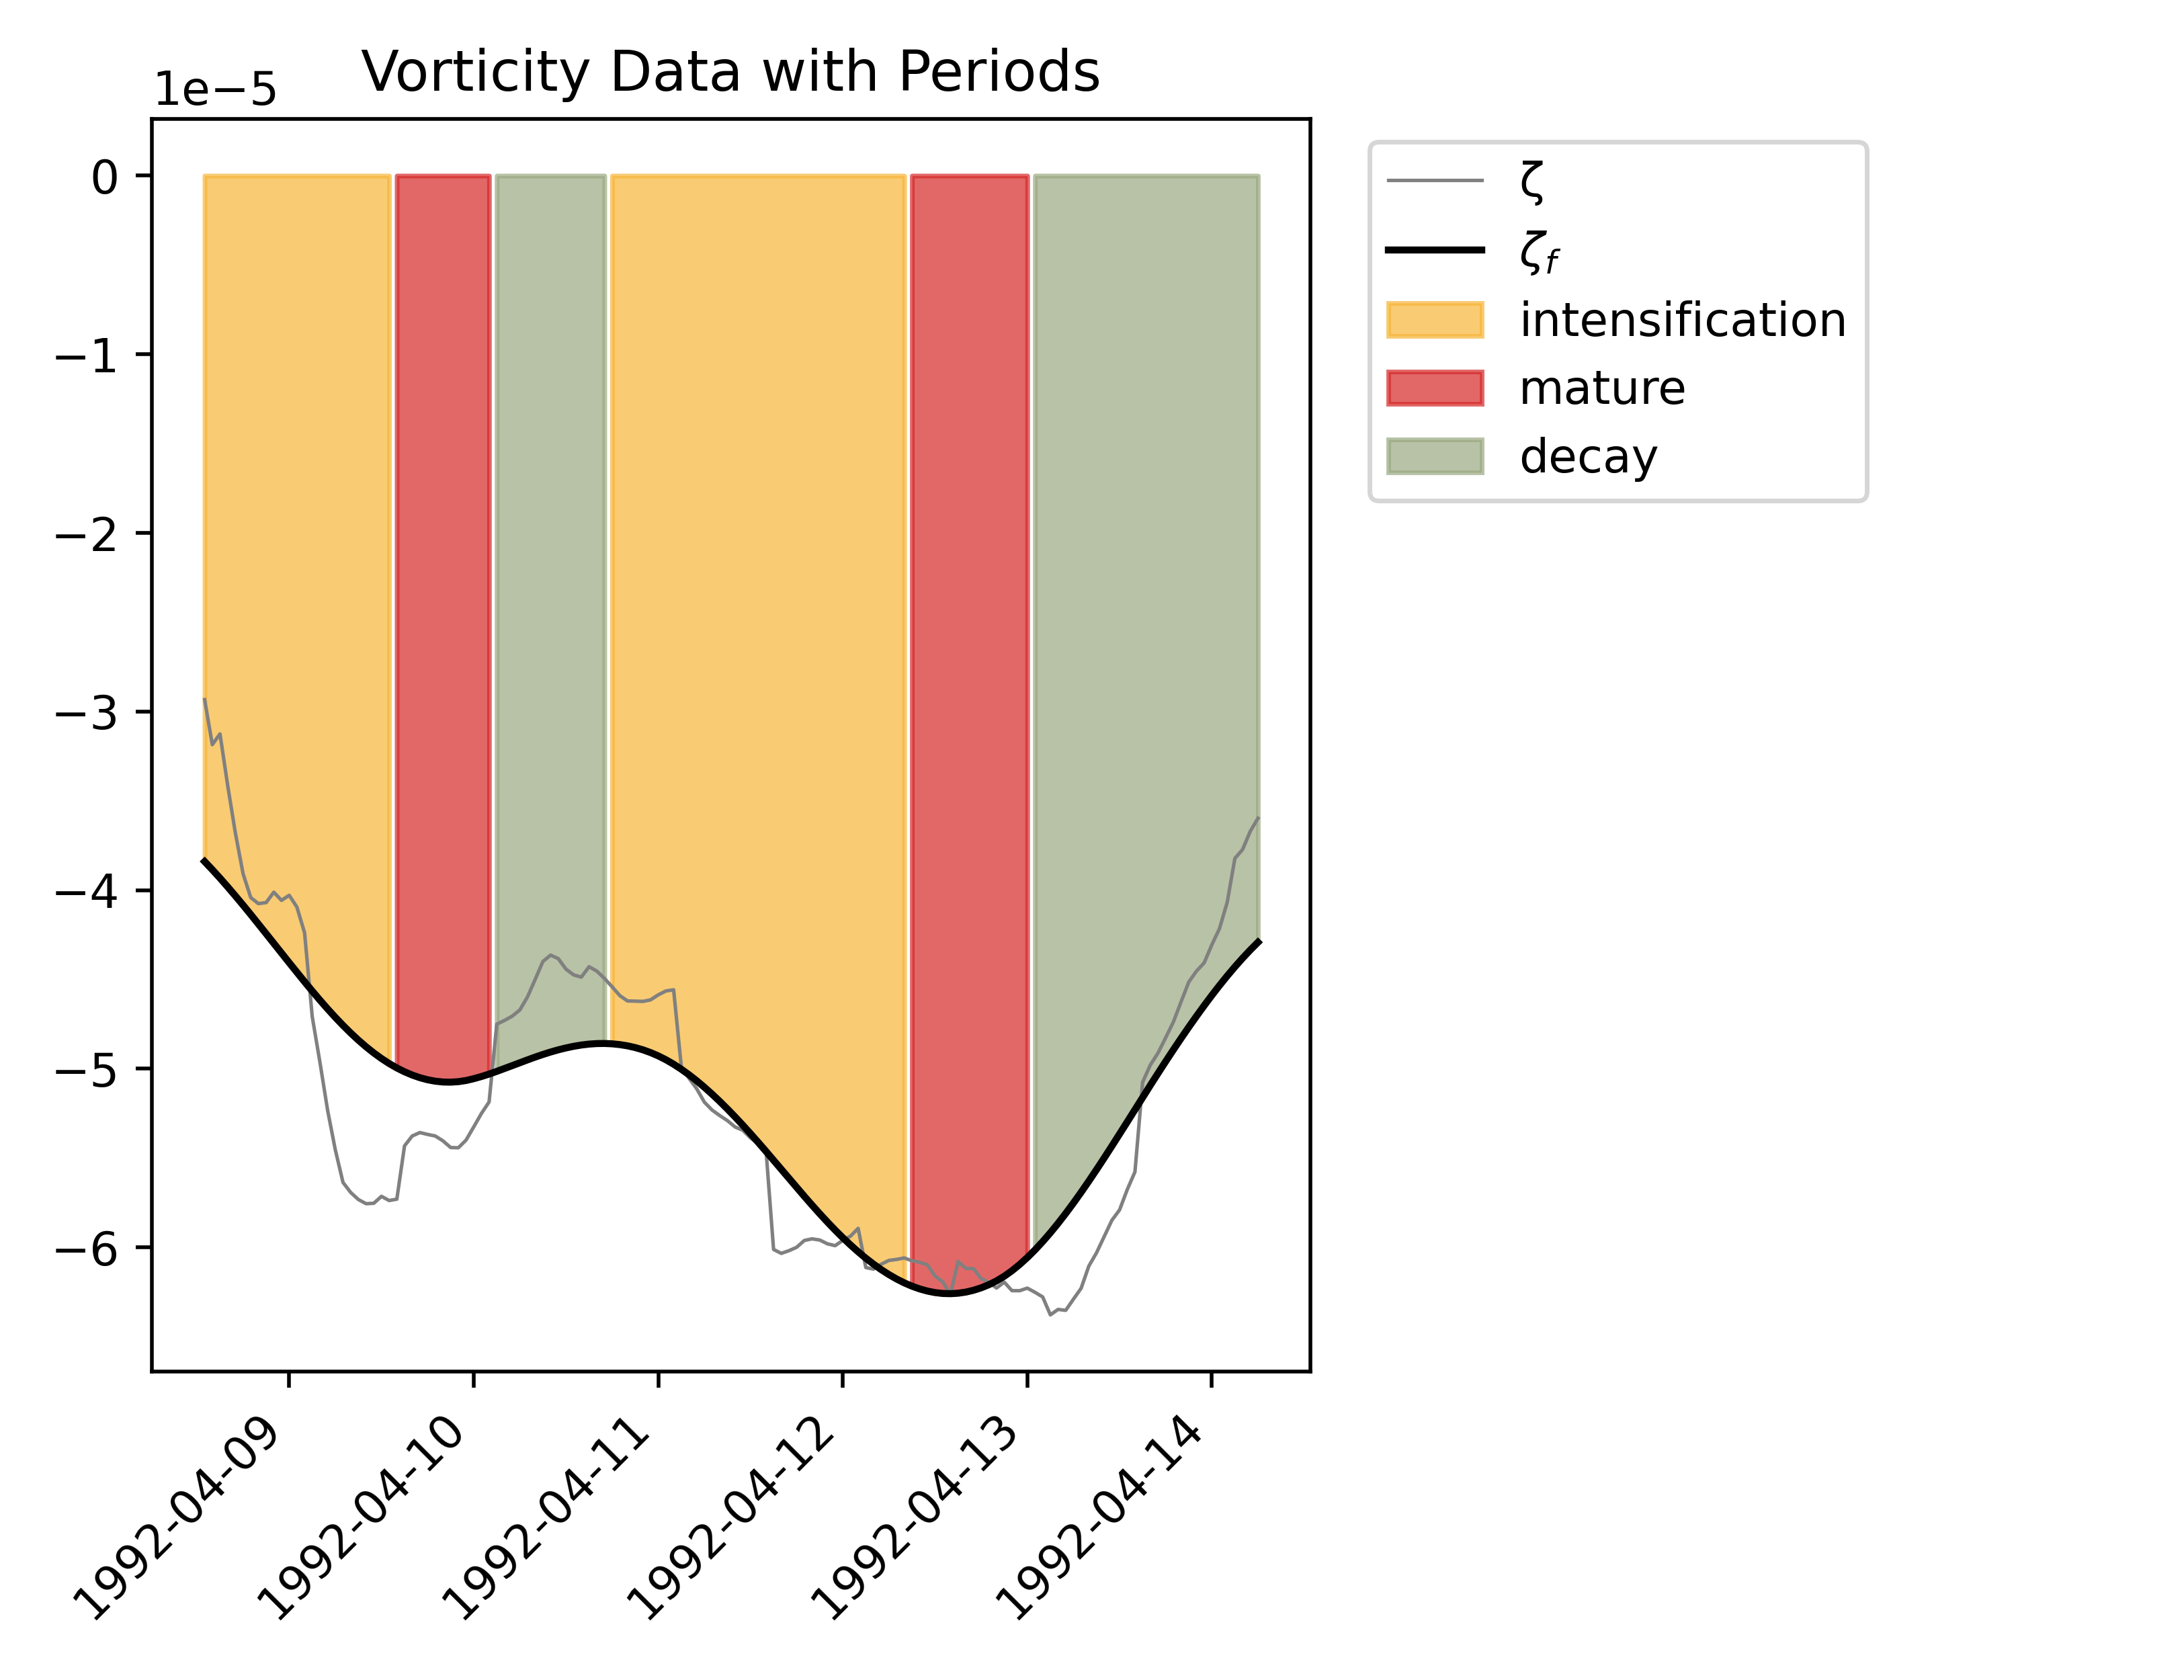 Vorticity Data with Periods
1e−5
0
−1
−2
−3
−4
−5
−6
1992-04-09
1992-04-10
1992-04-11
1992-04-12
1992-04-13
1992-04-14
ζ
ζf
intensification
mature
decay